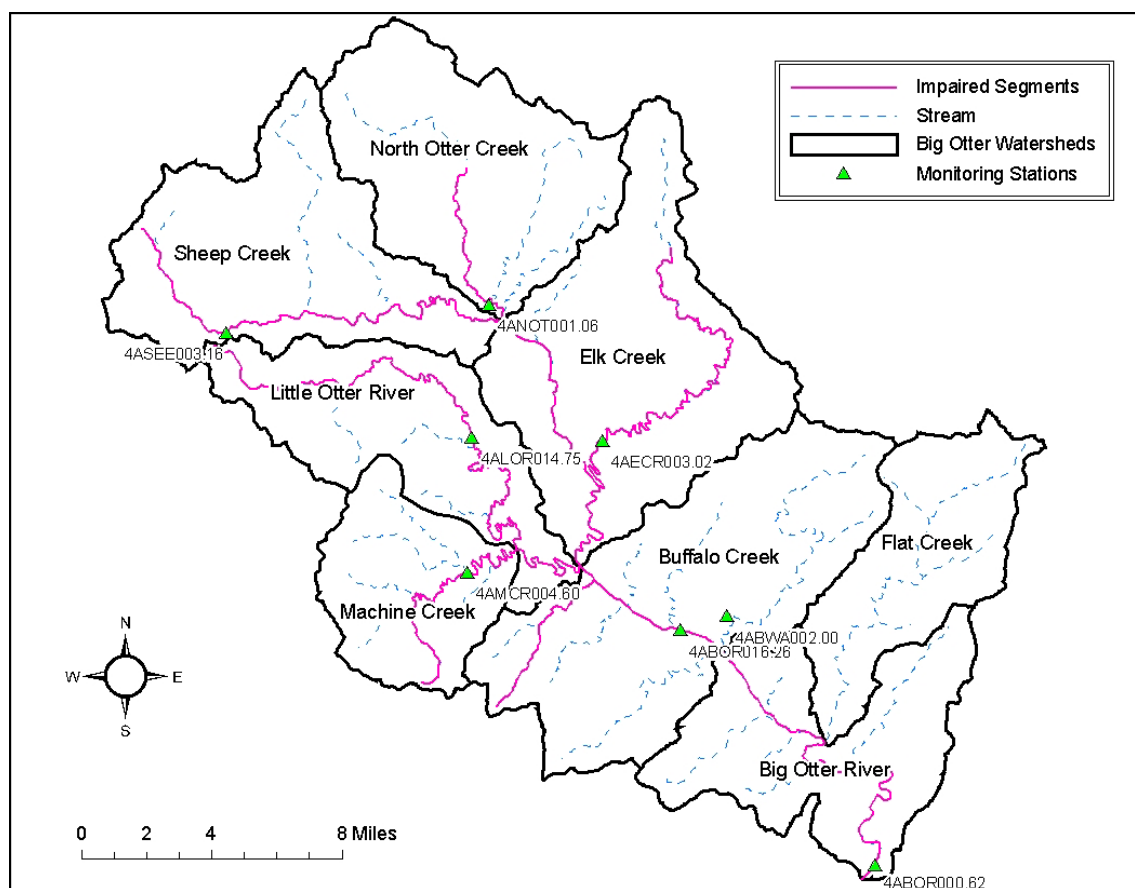 Impaired Segments
Stream
Big Otter Watersheds
Monitoring Stations
North Otter Creek
Sheep Creek
4ANOT001.06
4ASEE003.16
Elk Creek
Little Otter River
4ALOR014.75
4AECR003.02
Buffalo Creek
Flat Creek
4AMCR004.60
Machine Creek
4ABWA002.00
4ABOR016.26
N
W
E
S
Big Otter River
0 2 4 8 Miles
4ABOR000.62